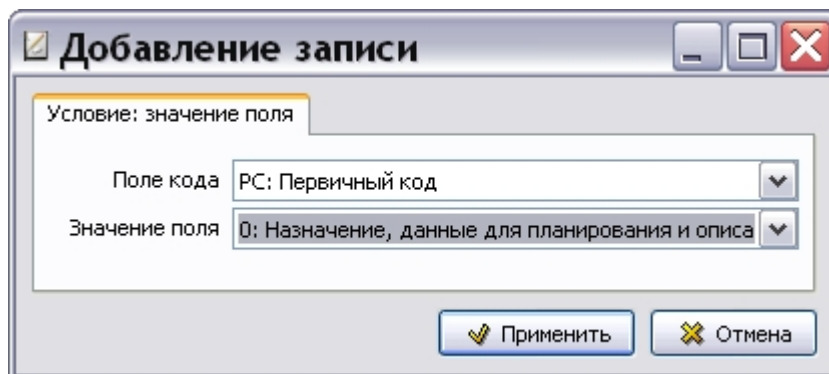 Добавление записи
Условие: значение поля
Поле кода PC: Первичный код
Значение поля 0: Назначение, данные для планирования и описа
Применить Отмена